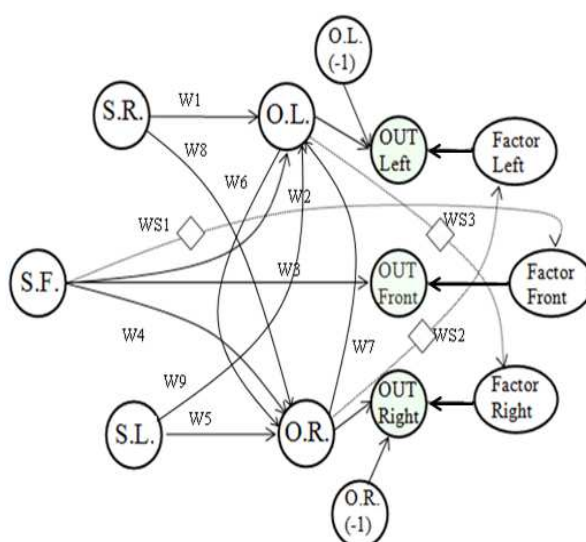 O.L.
(-1)
S.R.
W1
O.L.
OUT
Left
Factor
Left
W8
W6
W2
WS1
WS3
S.F.
W3
OUT
Front
Factor
Front
W4
W7
WS2
W9
S.L.
W5
O.R.
OUT
Right
Factor
Right
O.R.
(-1)